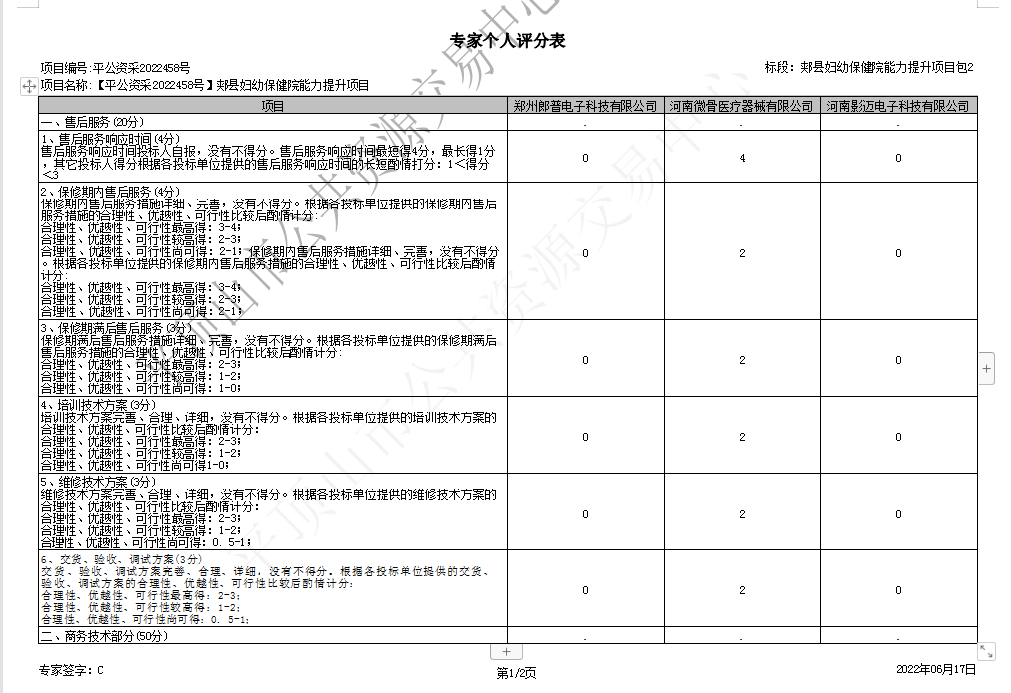 专家个人评分表
项目编号:平公资采2022458号
标段：郏县妇幼保健院能力提升项目包2
项目名称:【平公资采2022458号】郏县妇幼保健院能力提升项目
项目 郑州郎普电子科技有限公司 河南微骨医疗器械有限公司 河南影迈电子科技有限公司
一、售后服务(20分) . . .
1、售后服务响应时间(4分)
售后服务响应时间投标人自报，没有不得分。售后服务响应时间最短得4分，最长得1分
，其它投标人得分根据各投标单位提供的售后服务响应时间的长短酌情打分：1＜得分
＜3
0 4 0
2、保修期内售后服务(4分)
保修期内售后服务措施详细、完善，没有不得分。根据各投标单位提供的保修期内售后
服务措施的合理性、优越性、可行性比较后酌情计分:
合理性、优越性、可行性最高得：3-4；
合理性、优越性、可行性较高得：2-3；
合理性、优越性、可行性尚可得：2-1；保修期内售后服务措施详细、完善，没有不得分
。根据各投标单位提供的保修期内售后服务措施的合理性、优越性、可行性比较后酌情
计分:
合理性、优越性、可行性最高得：3-4；
合理性、优越性、可行性较高得：2-3；
合理性、优越性、可行性尚可得：2-1；
0 2 0
3、保修期满后售后服务(3分)
保修期满后售后服务措施详细、完善，没有不得分。根据各投标单位提供的保修期满后
售后服务措施的合理性、优越性、可行性比较后酌情计分:
合理性、优越性、可行性最高得：2-3；
合理性、优越性、可行性较高得：1-2；
合理性、优越性、可行性尚可得：1-0；
0 2 0
4、培训技术方案(3分)
培训技术方案完善、合理、详细，没有不得分。根据各投标单位提供的培训技术方案的
合理性、优越性、可行性比较后酌情计分：
合理性、优越性、可行性最高得：2-3；
合理性、优越性、可行性较高得：1-2；
合理性、优越性、可行性尚可得1-0；
0 2 0
5、维修技术方案(3分)
维修技术方案完善、合理、详细，没有不得分。根据各投标单位提供的维修技术方案的
合理性、优越性、可行性比较后酌情计分：
合理性、优越性、可行性最高得：2-3；
合理性、优越性、可行性较高得：1-2；
合理性、优越性、可行性尚可得：0.5-1；
0 2 0
6、交货、验收、调试方案(3分)
交货、验收、调试方案完善、合理、详细，没有不得分。根据各投标单位提供的交货、
验收、调试方案的合理性、优越性、可行性比较后酌情计分：
合理性、优越性、可行性最高得：2-3；
合理性、优越性、可行性较高得：1-2；
合理性、优越性、可行性尚可得：0.5-1；
0 2 0
二、商务技术部分(50分) . . .
专家签字：C
第1/2页
2022年06月17日
平顶山市公共资源交易中心
平顶山市公共资源交易中心